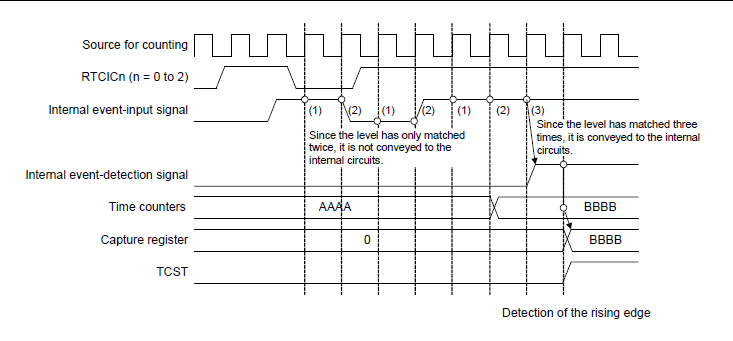 Source for counting
RTCICn (n = 0 to 2)
Internal event-input signal
(1) (2) (1) (2) (1) (2) (3)
Since the level has only matched
twice, it is not conveyed to the
internal circuits.
Since the level has matched three
times, it is conveyed to the internal
circuits.
Internal event-detection signal
Time counters AAAA BBBB
Capture register 0 BBBB
TCST
Detection of the rising edge